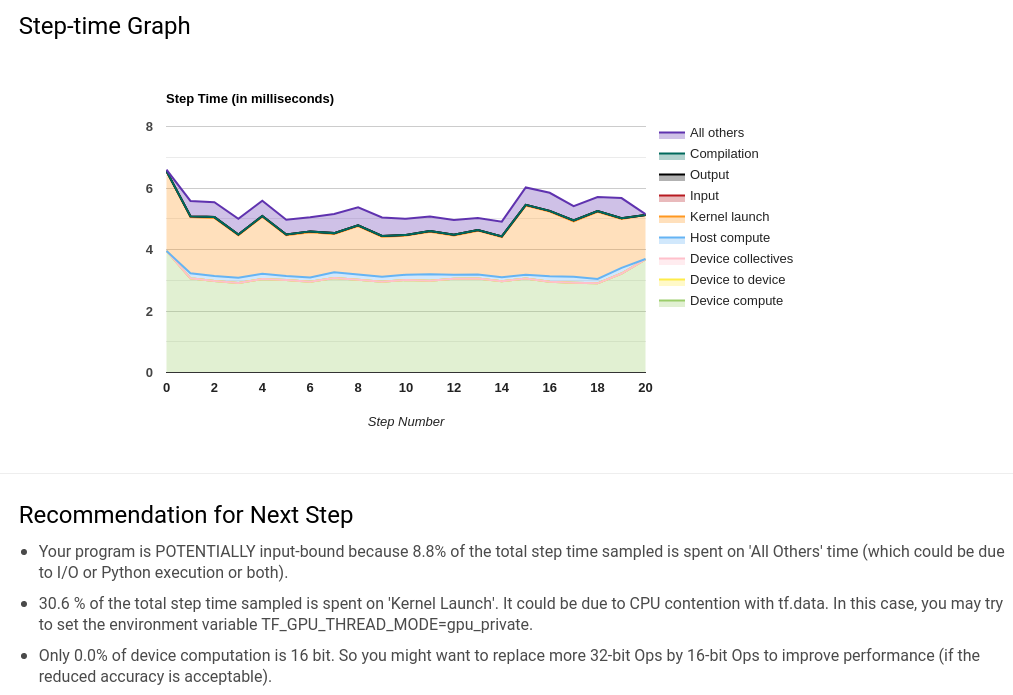 Step-time Graph
Step Time (in milliseconds)
8
6
4
2
0
0 2 4 6 8 10 12 14 16 18 20
Step Number
All others
Compilation
Output
Input
Kernel launch
Host compute
Device collectives
Device to device
Device compute
Recommendation for Next Step
Your program is POTENTIALLY input-bound because 8.8% of the total step time sampled is spent on 'All Others' time (which could be due
to I/O or Python execution or both).
30.6 % of the total step time sampled is spent on 'Kernel Launch'. It could be due to CPU contention with tf.data. In this case, you may try
to set the environment variable TF_GPU_THREAD_MODE=gpu_private.
Only 0.0% of device computation is 16 bit. So you might want to replace more 32-bit Ops by 16-bit Ops to improve performance (if the
reduced accuracy is acceptable).